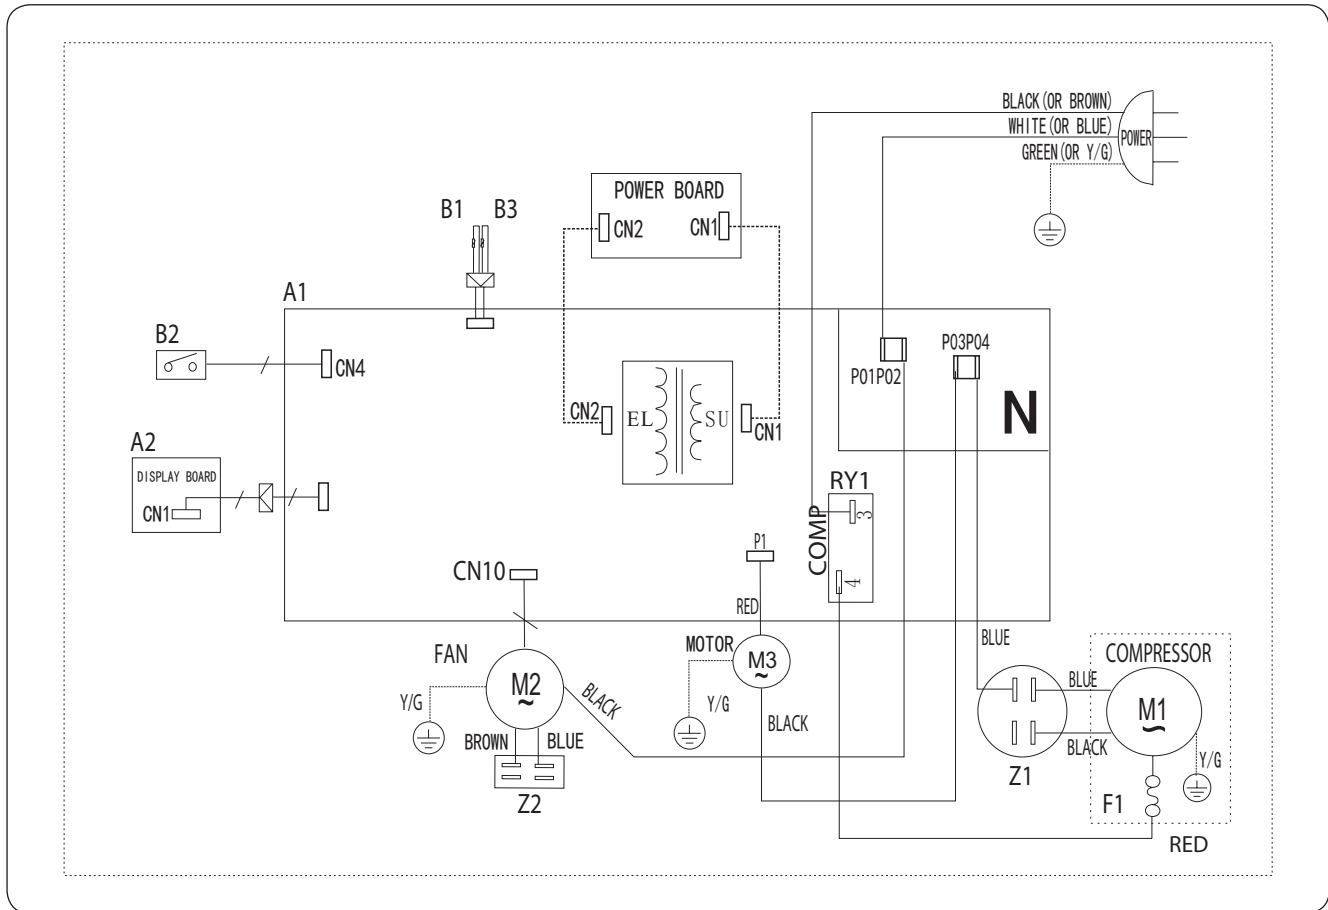 BLACK(OR BROWN)
WHITE(OR BLUE)
GREEN(OR Y/G)
POWER
POWER BOARD
CN2
CN1
B1
B3
A1
B2
CN4
P01P02
P03P04
N
CN2
EL
SU
CN1
A2
DISPLAY BOARD
CN1
RY1
COMP
3
4
P1
CN10
RED
FAN
MOTOR
M3
~
BLUE
COMPRESSOR
M2
~
BLACK
Y/G
Y/G
BLACK
BLUE
M1
~
BROWN
BLUE
BLACK
Y/G
Z2
Z1
F1
RED